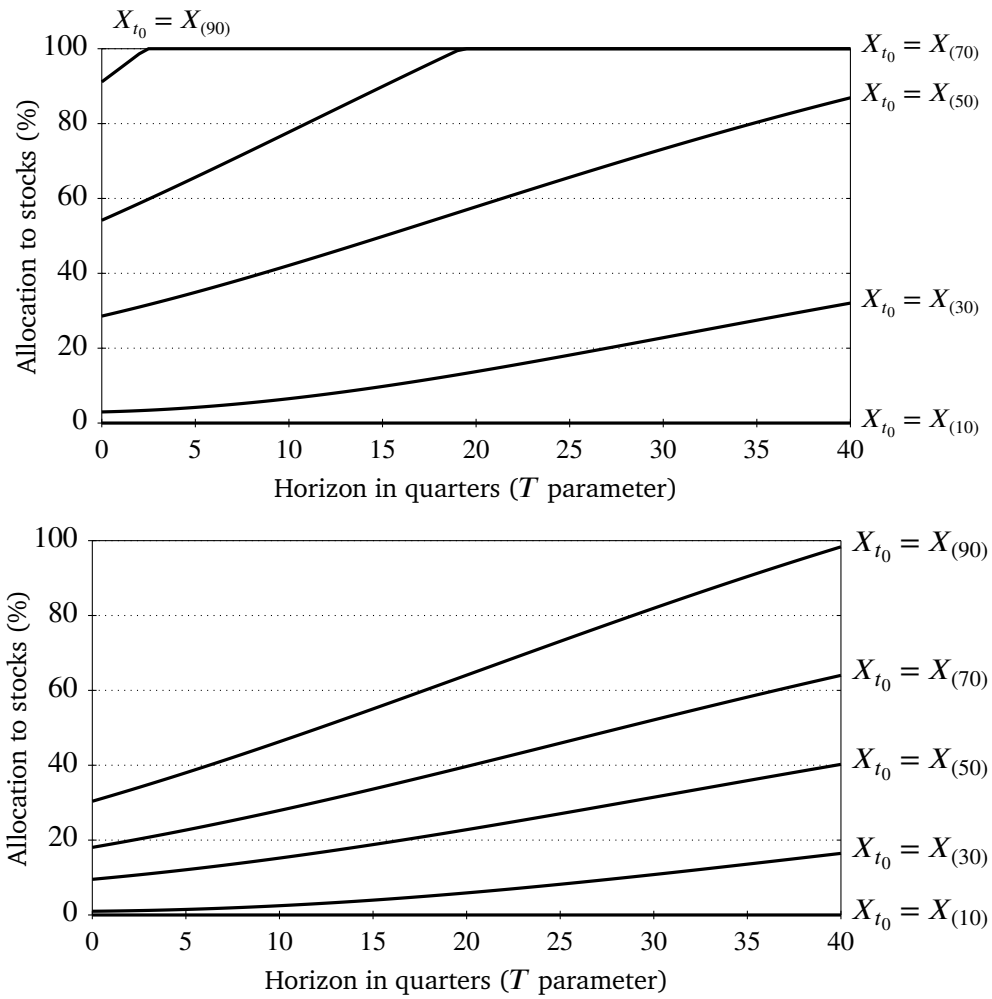 X_{t_0} = X_{(90)}
100
X_{t_0} = X_{(70)}
X_{t_0} = X_{(50)}
80
60
40
X_{t_0} = X_{(30)}
20
0
X_{t_0} = X_{(10)}
Allocation to stocks (%)
0 5 10 15 20 25 30 35 40
Horizon in quarters (T parameter)
100
X_{t_0} = X_{(90)}
80
X_{t_0} = X_{(70)}
60
40
X_{t_0} = X_{(50)}
20
X_{t_0} = X_{(30)}
0
X_{t_0} = X_{(10)}
Allocation to stocks (%)
0 5 10 15 20 25 30 35 40
Horizon in quarters (T parameter)